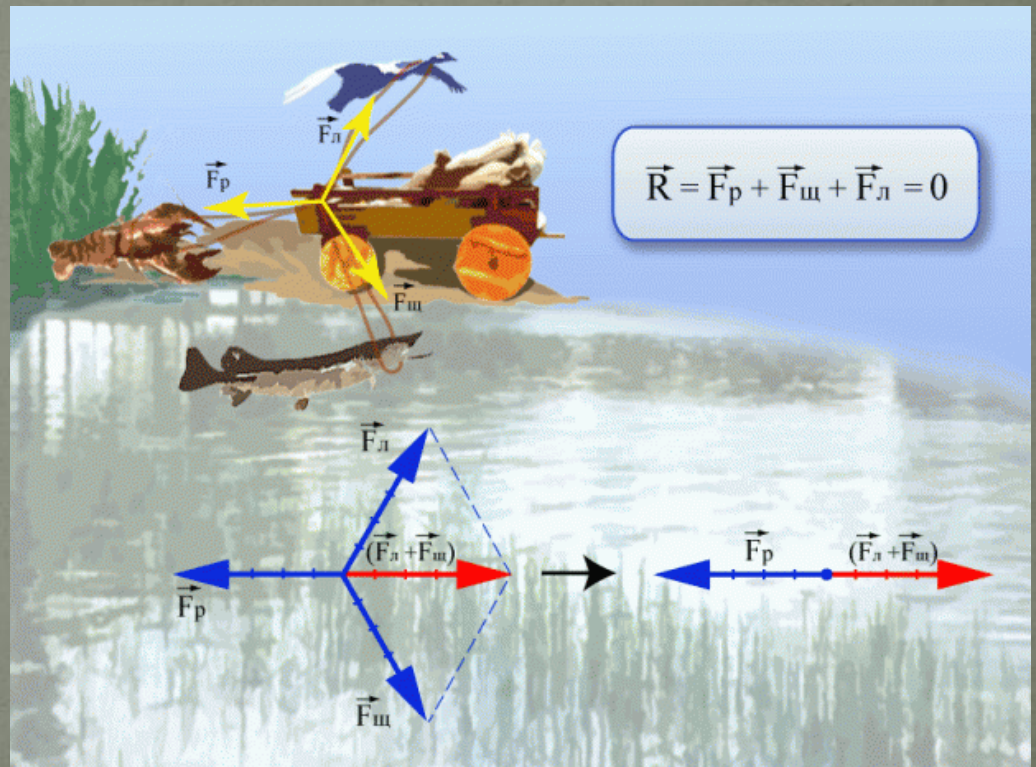 F⃗л
F⃗р
R⃗ = F⃗р + F⃗щ + F⃗л = 0
F⃗щ
F⃗л
(F⃗л +F⃗щ)
F⃗р
(F⃗л +F⃗щ)
F⃗р
F⃗щ